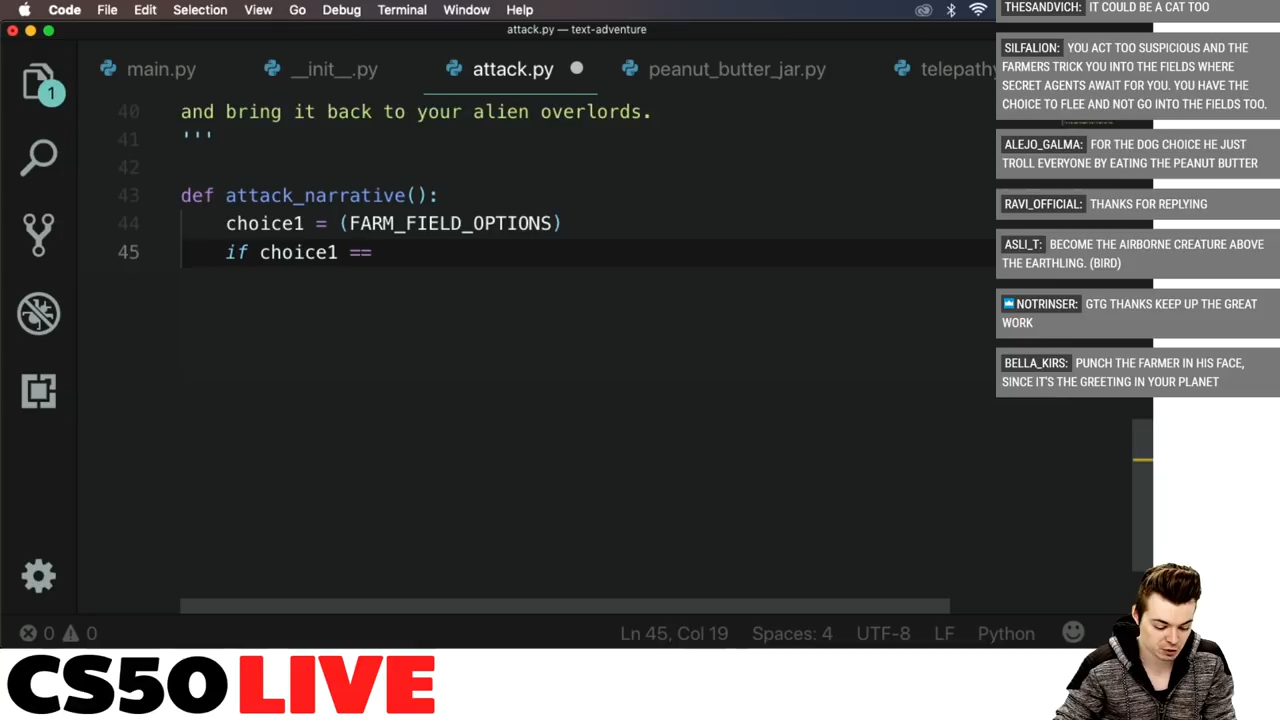 Code File Edit Selection View Go Debug Terminal Window Help
attack.py — text-adventure
main.py __init__.py attack.py peanut_butter_jar.py telepathy
1
40 and bring it back to your alien overlords.
41 '''
42
43 def attack_narrative():
44 choice1 = (FARM_FIELD_OPTIONS)
45 if choice1 ==
0 0 Ln 45, Col 19 Spaces: 4 UTF-8 LF Python
THESANDVICH: IT COULD BE A CAT TOO
SILFALION: YOU ACT TOO SUSPICIOUS AND THE
FARMERS TRICK YOU INTO THE FIELDS WHERE
SECRET AGENTS AWAIT FOR YOU. YOU HAVE THE
CHOICE TO FLEE AND NOT GO INTO THE FIELDS TOO.
ALEJO_GALMA: FOR THE DOG CHOICE HE JUST
TROLL EVERYONE BY EATING THE PEANUT BUTTER
RAVI_OFFICIAL: THANKS FOR REPLYING
ASLI_T: BECOME THE AIRBORNE CREATURE ABOVE
THE EARTHLING. (BIRD)
NOTRINSER: GTG THANKS KEEP UP THE GREAT
WORK
BELLA_KIRS: PUNCH THE FARMER IN HIS FACE,
SINCE IT'S THE GREETING IN YOUR PLANET
CS50 LIVE